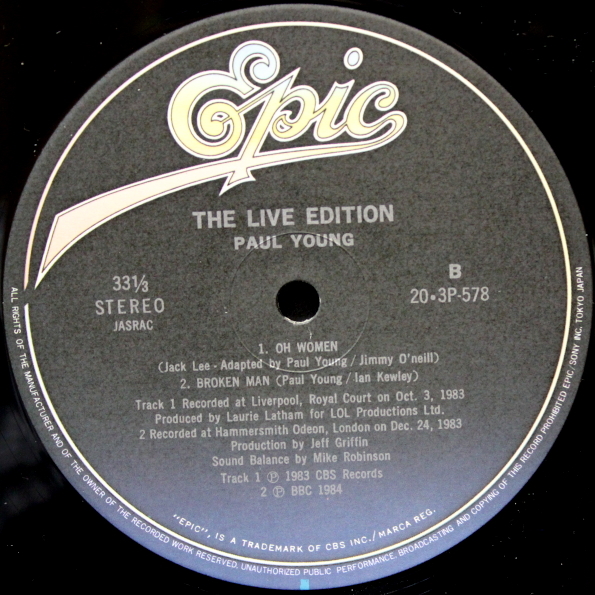 Epic
THE LIVE EDITION
PAUL YOUNG
33⅓
STEREO
JASRAC
B
20•3P-578
1. OH WOMEN
(Jack Lee - Adapted by Paul Young / Jimmy O'neill)
2. BROKEN MAN (Paul Young / Ian Kewley)
Track 1 Recorded at Liverpool, Royal Court on Oct. 3, 1983
Produced by Laurie Latham for LOL Productions Ltd.
2 Recorded at Hammersmith Odeon, London on Dec. 24, 1983
Production by Jeff Griffin
Sound Balance by Mike Robinson
Track 1 ℗ 1983 CBS Records
2 ℗ BBC 1984
"EPIC", IS A TRADEMARK OF CBS INC./MARCA REG.
ALL RIGHTS OF THE MANUFACTURER AND OF THE OWNER OF THE RECORDED WORK RESERVED. UNAUTHORIZED PUBLIC PERFORMANCE, BROADCASTING AND COPYING OF THIS RECORD PROHIBITED EPIC/SONY INC. TOKYO JAPAN